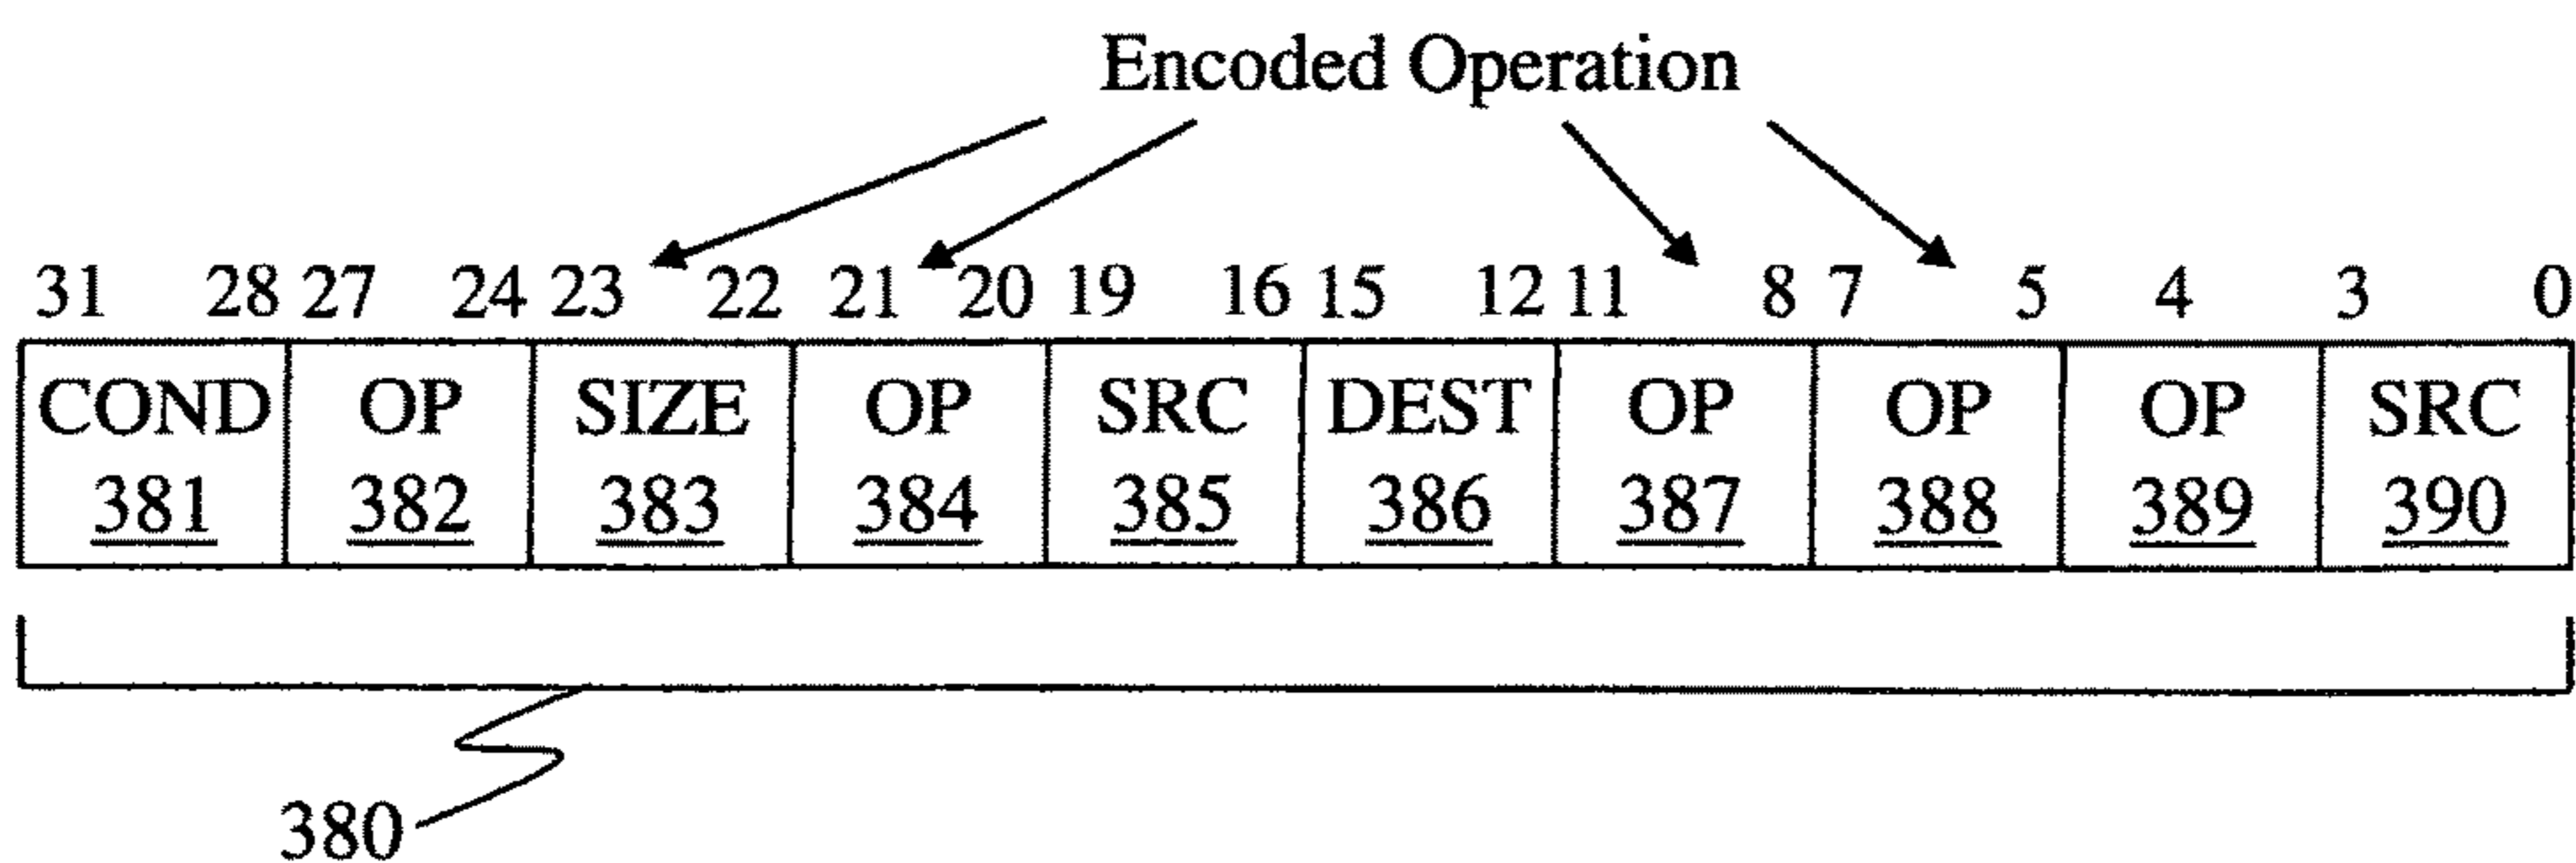 Encoded Operation
31 28 27 24 23 22 21 20 19 16 15 12 11 8 7 5 4 3 0
COND OP SIZE OP SRC DEST OP OP OP SRC
381 382 383 384 385 386 387 388 389 390
380